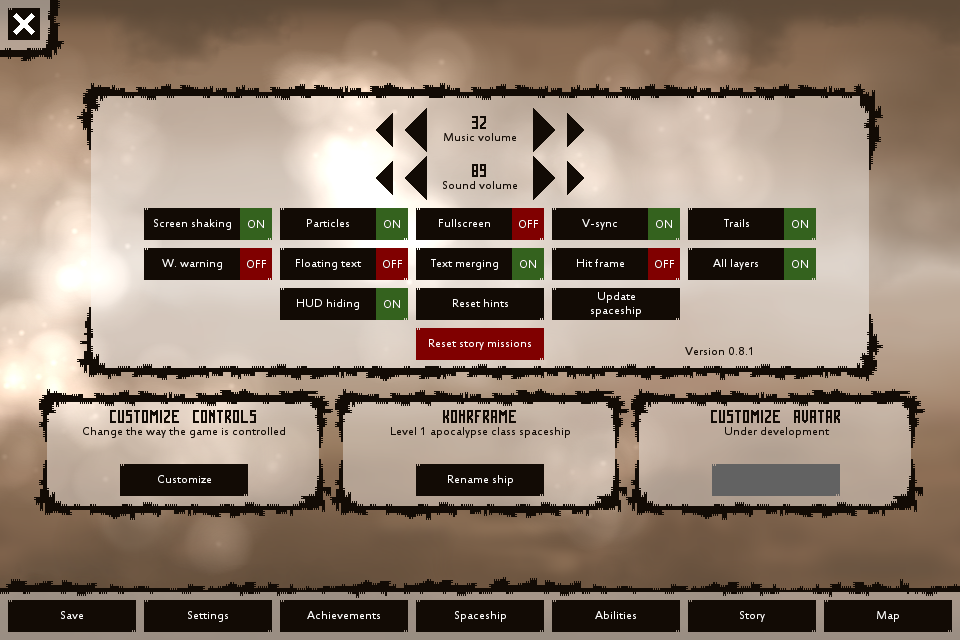 32
Music volume
89
Sound volume
Screen shaking ON Particles ON Fullscreen OFF V-sync ON Trails ON
W. warning OFF Floating text OFF Text merging ON Hit frame OFF All layers ON
HUD hiding ON Reset hints Update
spaceship
Reset story missions
Version 0.8.1
CUSTOMIZE CONTROLS
Change the way the game is controlled
Customize
KOHRFRAME
Level 1 apocalypse class spaceship
Rename ship
CUSTOMIZE AVATAR
Under development
Save Settings Achievements Spaceship Abilities Story Map